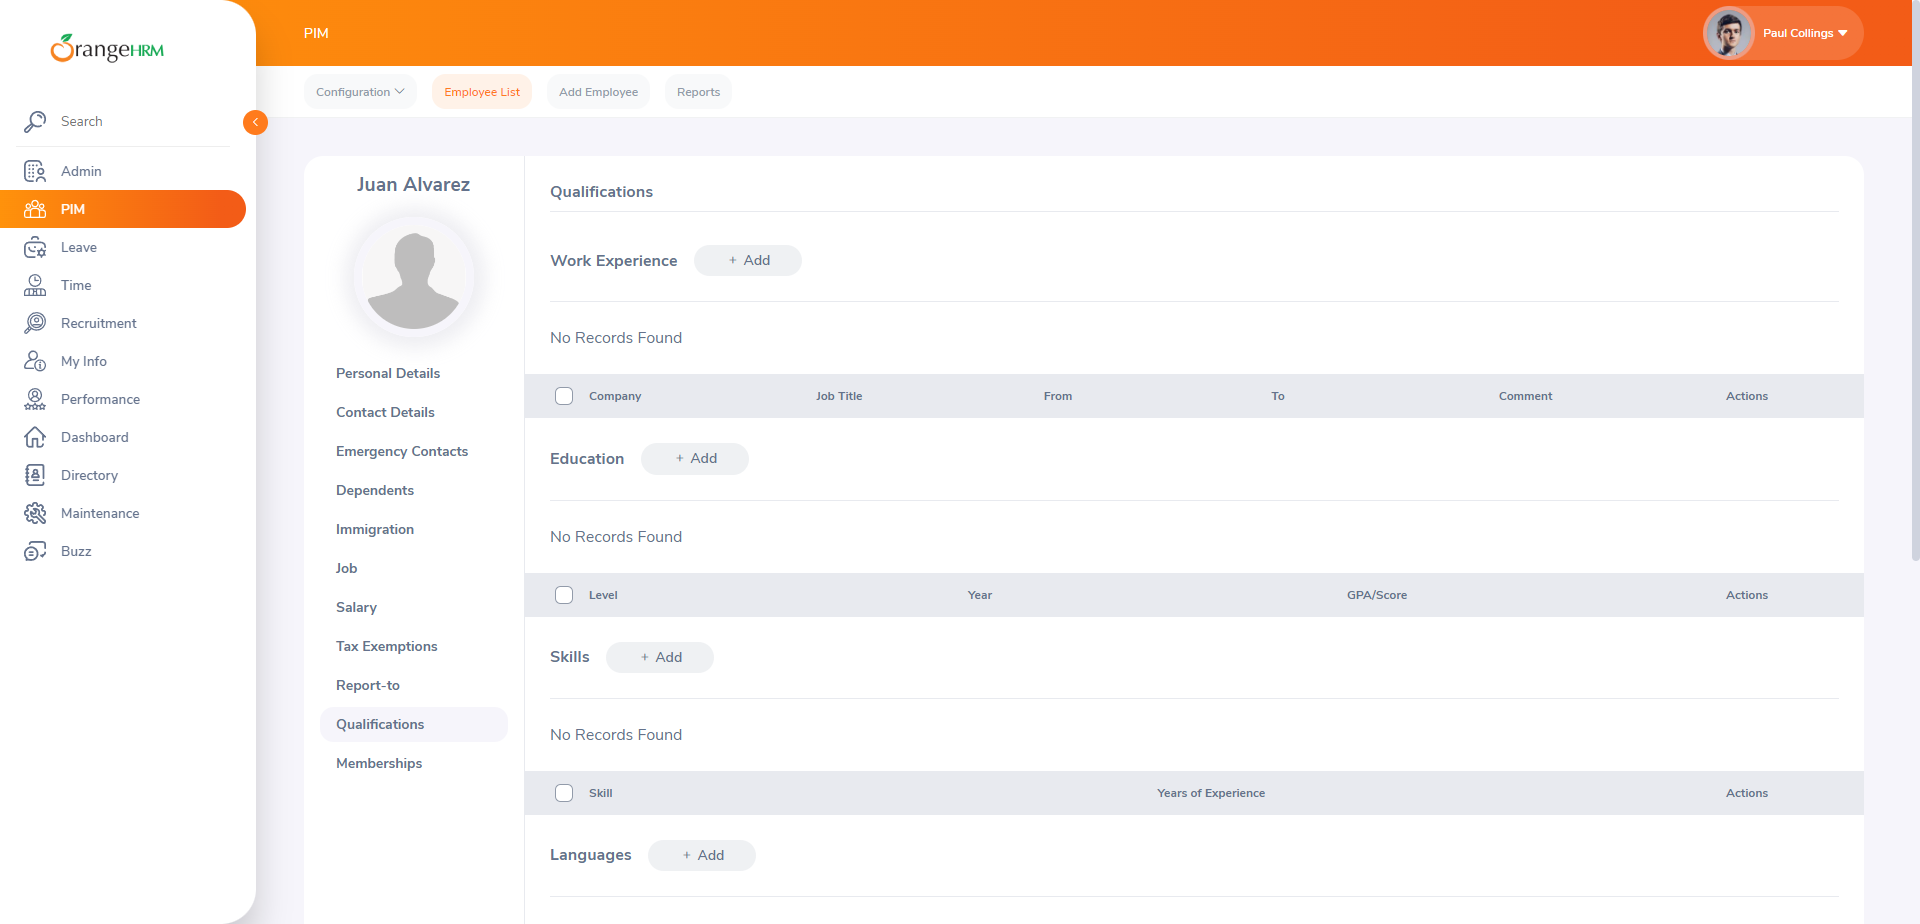 OrangeHRM
Search
Admin
PIM
Leave
Time
Recruitment
My Info
Performance
Dashboard
Directory
Maintenance
Buzz
PIM
Paul Collings
Configuration
Employee List
Add Employee
Reports
Juan Alvarez
Personal Details
Contact Details
Emergency Contacts
Dependents
Immigration
Job
Salary
Tax Exemptions
Report-to
Qualifications
Memberships
Qualifications
Work Experience + Add
No Records Found
Company Job Title From To Comment Actions
Education + Add
No Records Found
Level Year GPA/Score Actions
Skills + Add
No Records Found
Skill Years of Experience Actions
Languages + Add